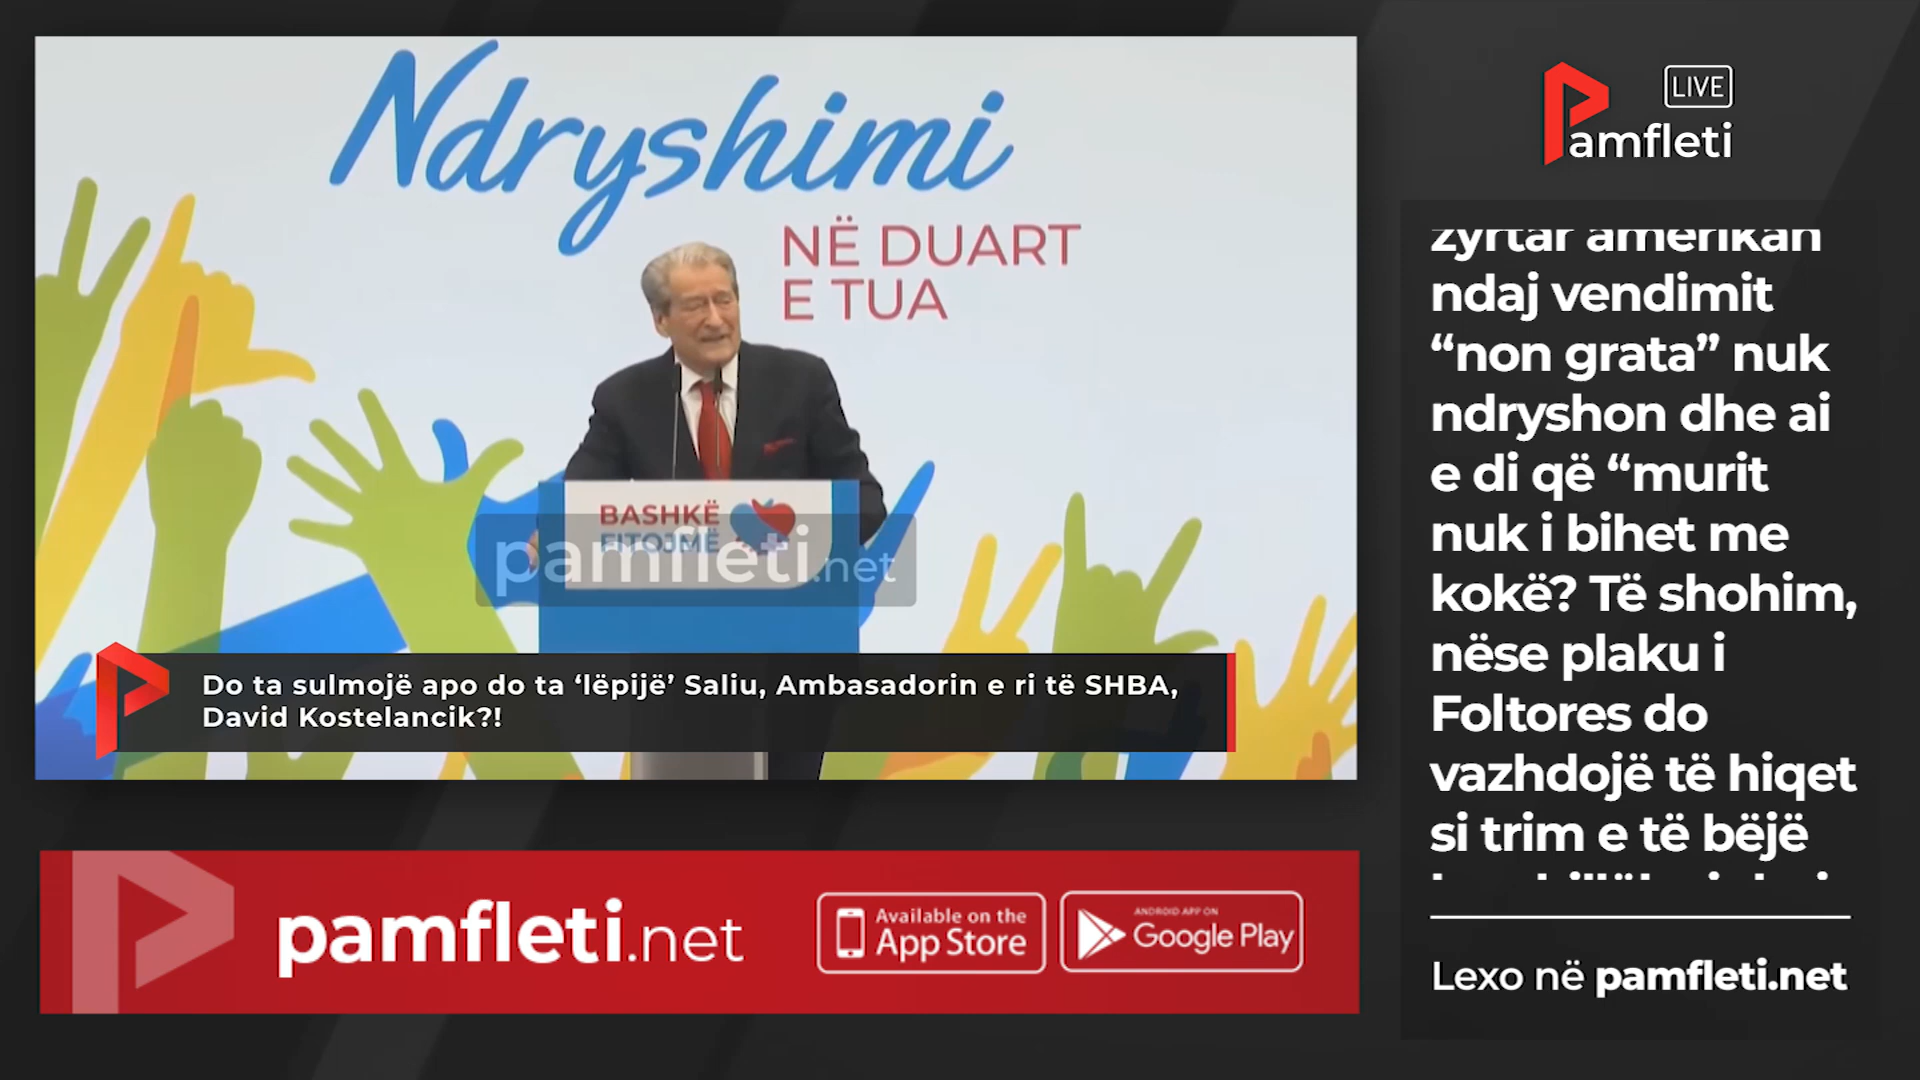 Ndryshimi
NË DUART
E TUA
BASHKË
FITOJMË
pamfleti.net
Do ta sulmojë apo do ta ‘lëpijë’ Saliu, Ambasadorin e ri të SHBA,
David Kostelancik?!
pamfleti.net
Available on the
App Store
ANDROID APP ON
Google Play
LIVE
Pamfleti
zyrtar amerikan
ndaj vendimit
“non grata” nuk
ndryshon dhe ai
e di që “murit
nuk i bihet me
kokë? Të shohim,
nëse plaku i
Foltores do
vazhdojë të hiqet
si trim e të bëjë
Lexo në pamfleti.net